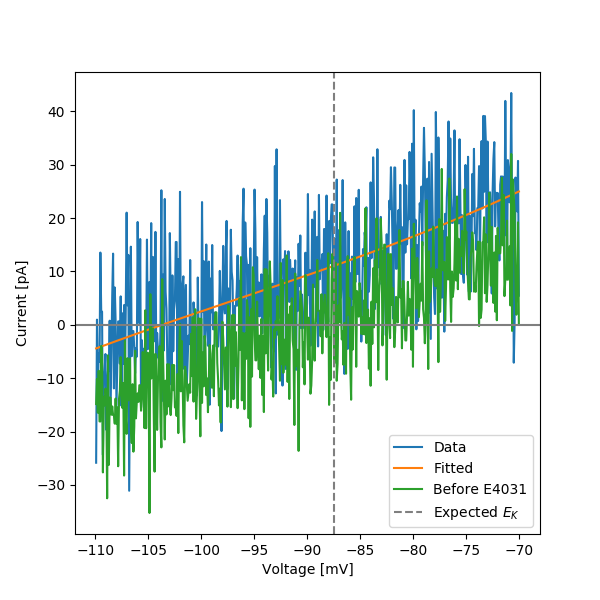 40
30
20
10
0
−10
−20
−30
Current [pA]
−110 −105 −100 −95 −90 −85 −80 −75 −70
Voltage [mV]
Data
Fitted
Before E4031
Expected E_K